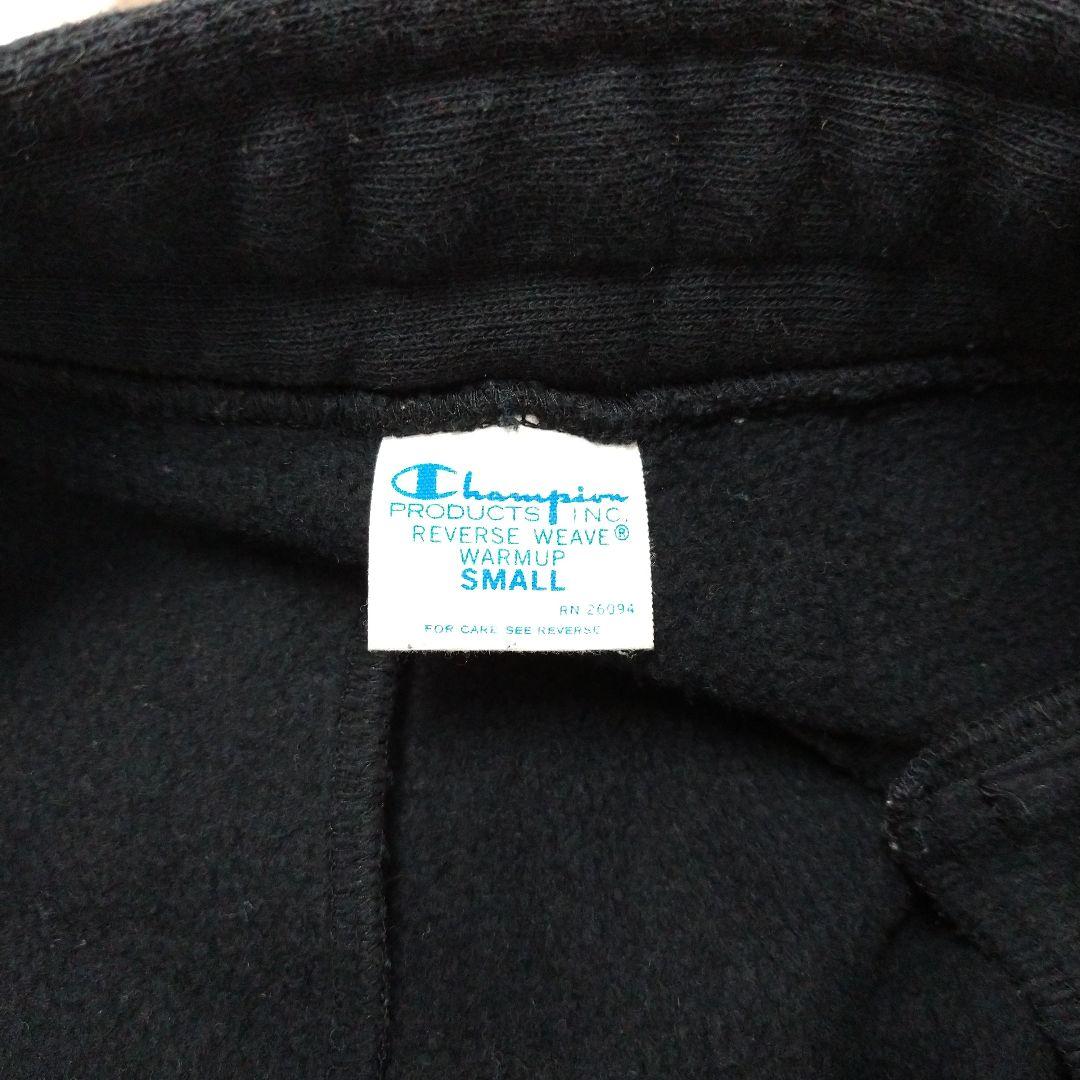 Champion
PRODUCTS INC.
REVERSE WEAVE®
WARMUP
SMALL
RN 26094
FOR CARE SEE REVERSE